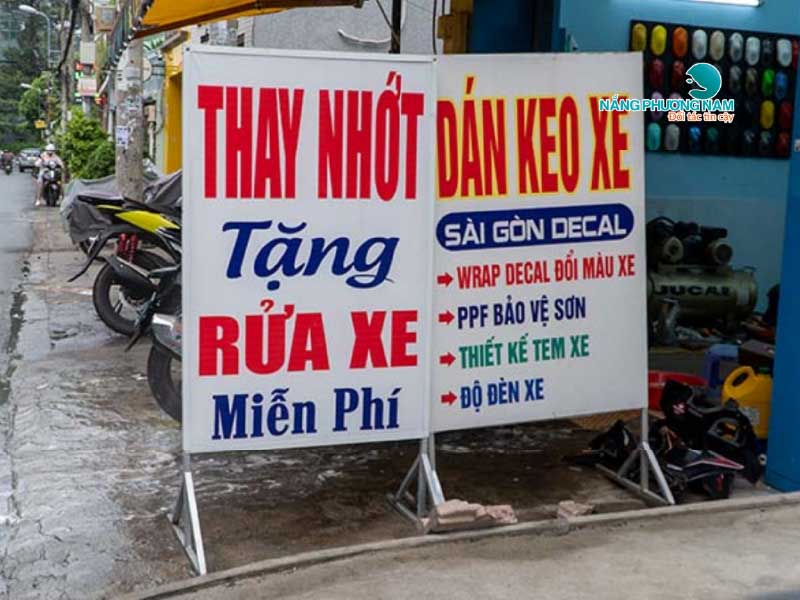 THAY NHỚT
Tặng
RỬA XE
Miễn Phí
DÁN KEO XE
SÀI GÒN DECAL
WRAP DECAL ĐỔI MÀU XE
PPF BẢO VỆ SƠN
THIẾT KẾ TEM XE
ĐỘ ĐÈN XE
NẮNG PHƯƠNG NAM
Đối tác tin cậy
JUCAI